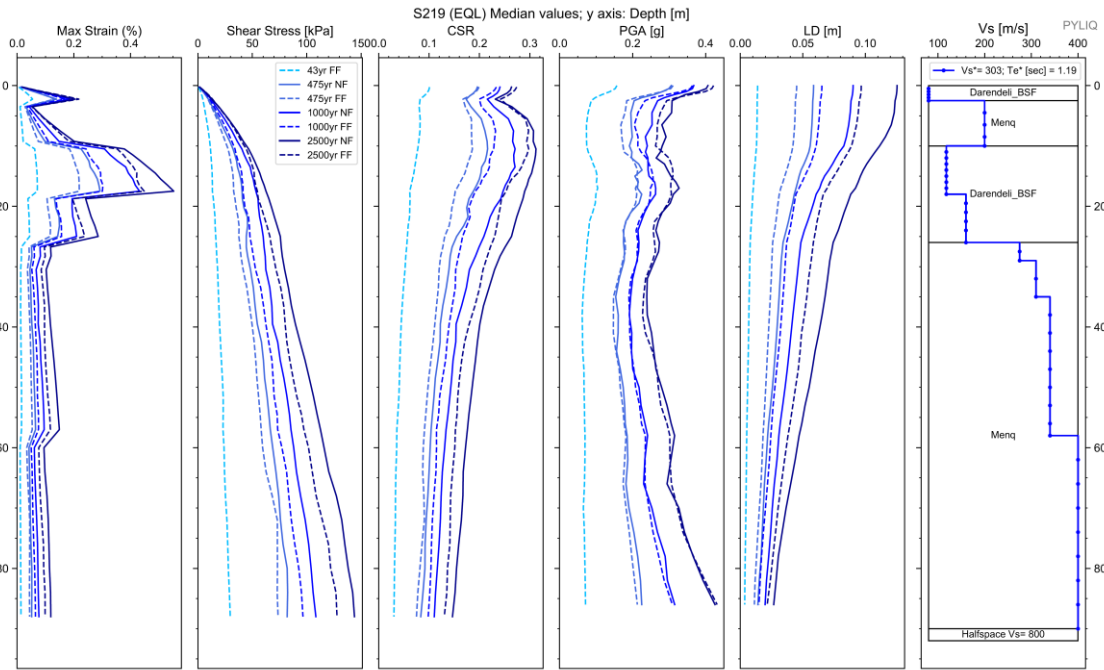 S219 (EQL) Median values; y axis: Depth [m]
Max Strain (%)
Shear Stress [kPa]
CSR
PGA [g]
LD [m]
Vs [m/s]
PYLIQ
0.0 0.2 0.4
0.0 50.0 100.0 150.0
0.0 0.1 0.2 0.3
0.0 0.2 0.4
0.00 0.05 0.10
100 200 300 400
43yr FF
475yr NF
475yr FF
1000yr NF
1000yr FF
2500yr NF
2500yr FF
Vs*= 303; Te* [sec] = 1.19
0
20
40
60
80
Darendeli_BSF
Menq
Darendeli_BSF
Menq
Halfspace Vs= 800
0
20
40
60
80